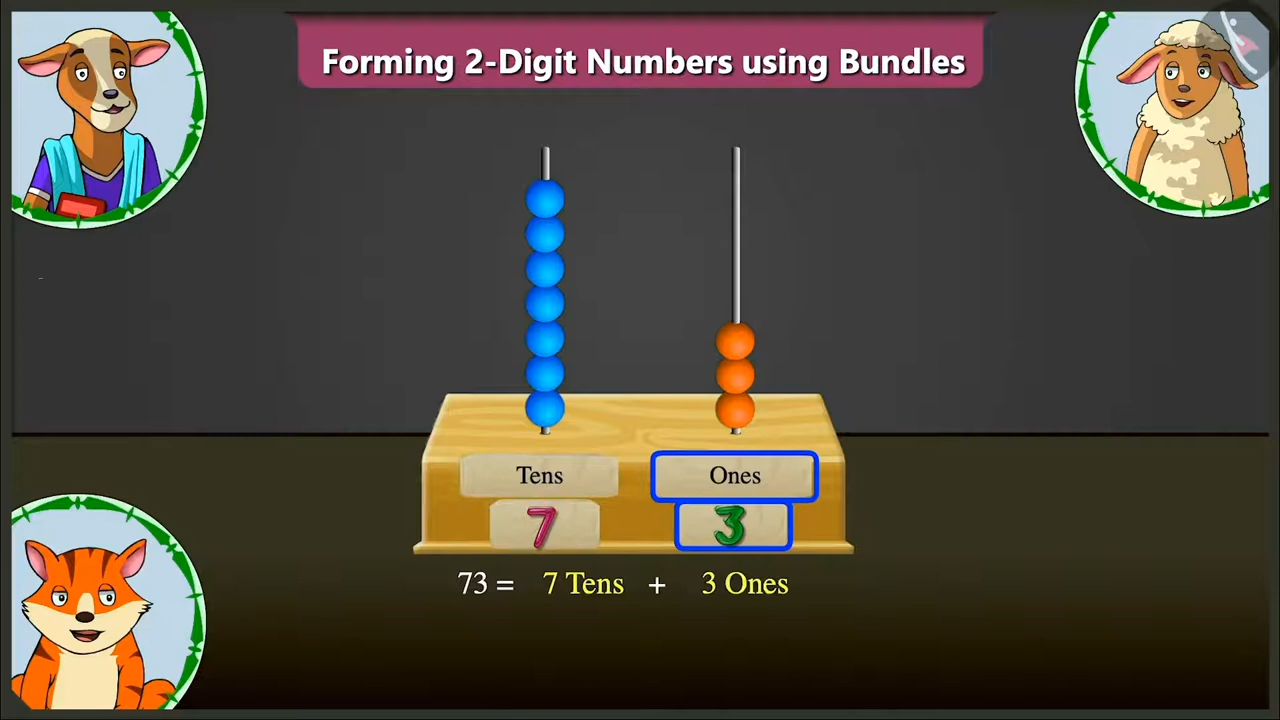 Forming 2-Digit Numbers using Bundles
Tens Ones
7 3
73 = 7 Tens + 3 Ones